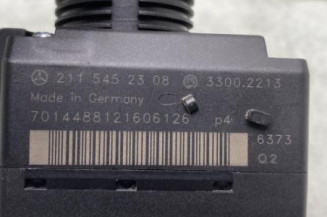 211 545 23 08 3300.2213
Made in Germany
7014488121606126 p4
6373
Q2